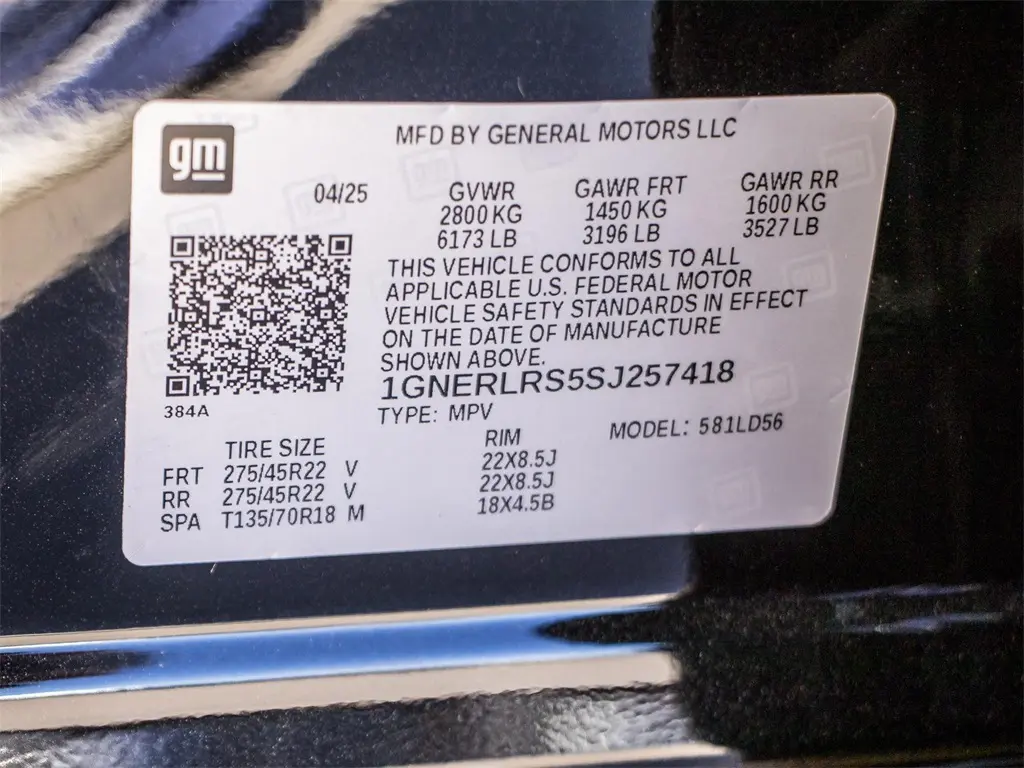 gm
MFD BY GENERAL MOTORS LLC
04/25 GVWR GAWR FRT GAWR RR
2800 KG 1450 KG 1600 KG
6173 LB 3196 LB 3527 LB
THIS VEHICLE CONFORMS TO ALL
APPLICABLE U.S. FEDERAL MOTOR
VEHICLE SAFETY STANDARDS IN EFFECT
ON THE DATE OF MANUFACTURE
SHOWN ABOVE.
1GNERLRS5SJ257418
384A
TYPE: MPV MODEL: 581LD56
TIRE SIZE RIM
FRT 275/45R22 V 22X8.5J
RR 275/45R22 V 22X8.5J
SPA T135/70R18 M 18X4.5B